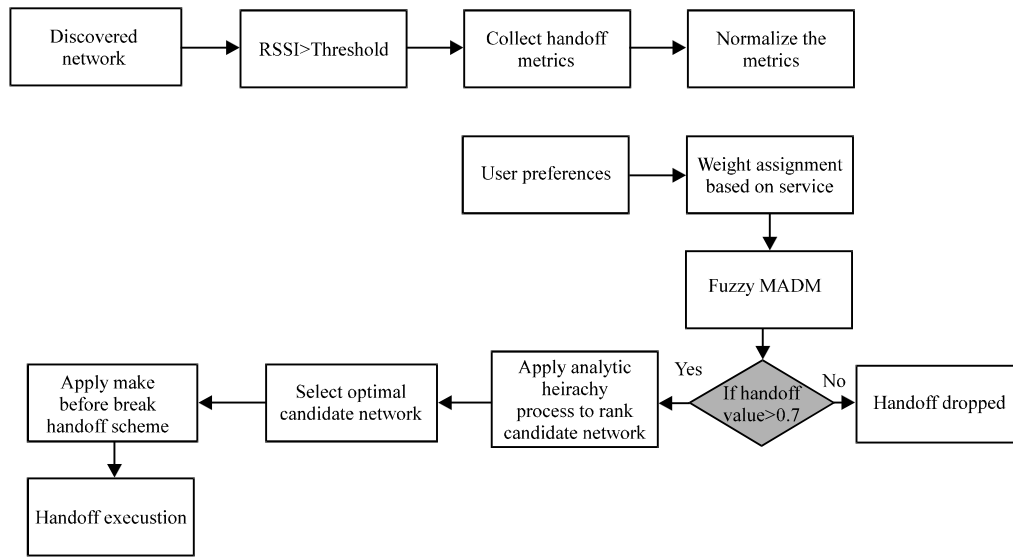 Discovered
network
RSSI>Threshold
Collect handoff
metrics
Normalize the
metrics
User preferences
Weight assignment
based on service
Fuzzy MADM
If handoff
value>0.7
Yes
No
Handoff dropped
Apply analytic
heirachy
process to rank
candidate network
Select optimal
candidate network
Apply make
before break
handoff scheme
Handoff execustion